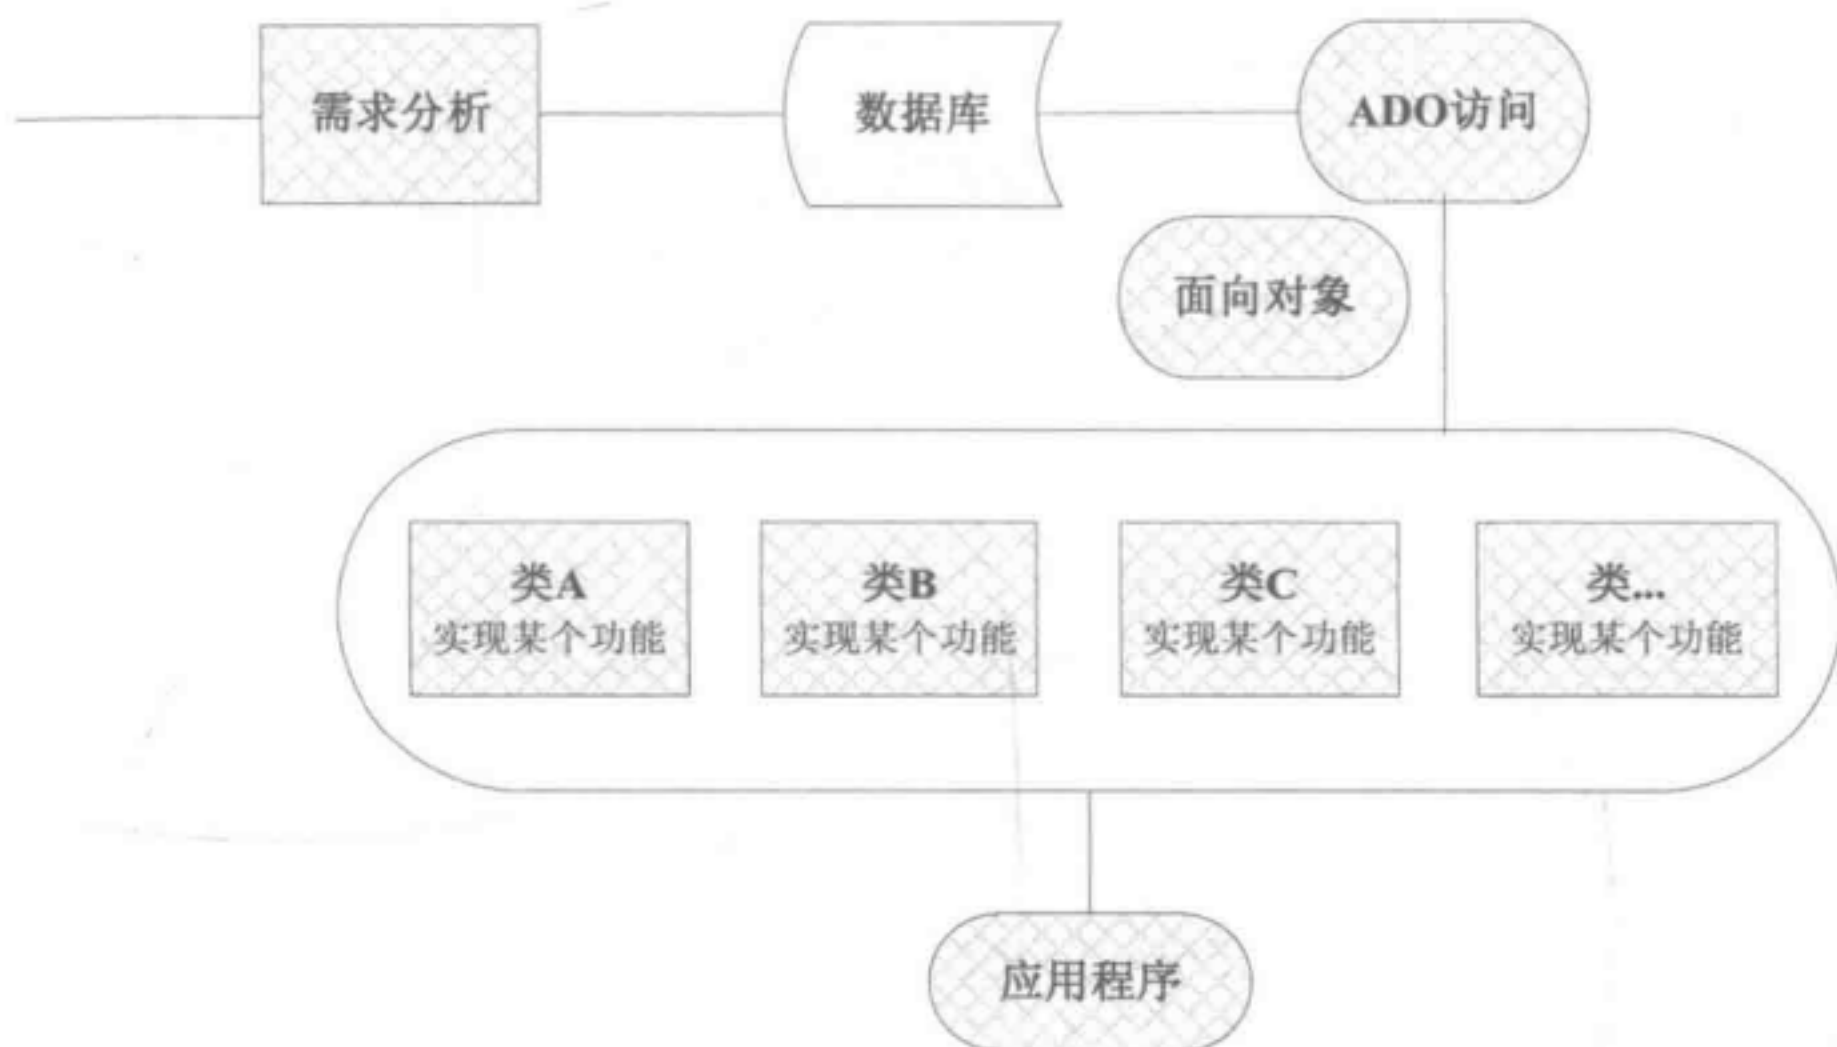 需求分析
数据库
ADO访问
面向对象
类A
实现某个功能
类B
实现某个功能
类C
实现某个功能
类...
实现某个功能
应用程序